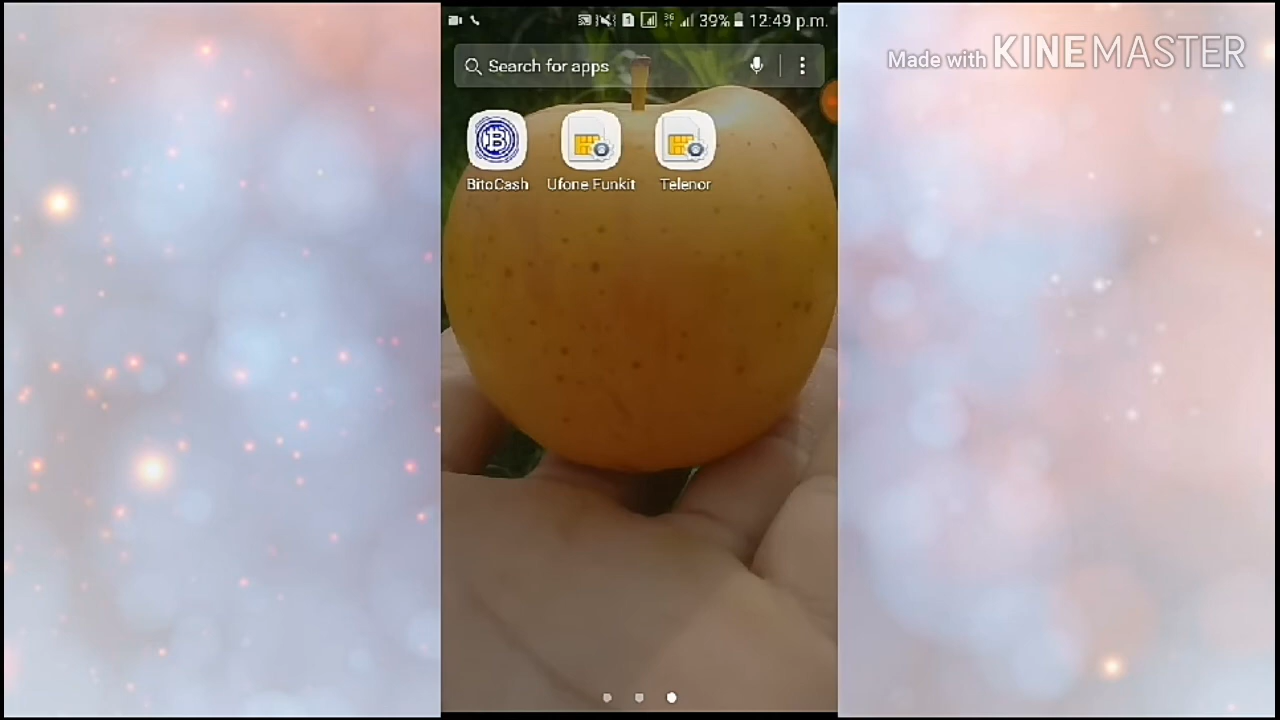 39% 12:49 p.m.
Made with KINEMASTER
Search for apps
BitoCash Ufone Funkit Telenor